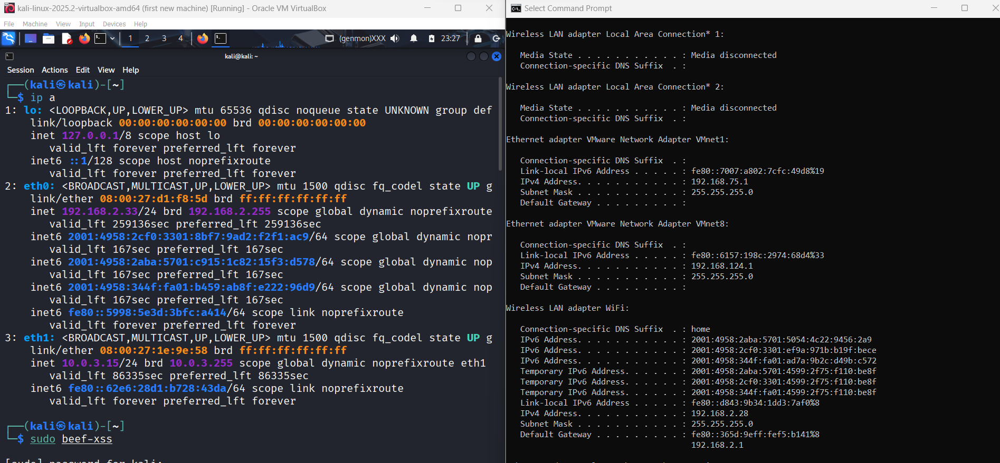 kali-linux-2025.2-virtualbox-amd64 (first new machine) [Running] - Oracle VM VirtualBox
File Machine View Input Devices Help
1 2 3 4 (genmon)XXX 23:27
kali@kali: ~
Session Actions Edit View Help
┌──(kali㉿kali)-[~]
└─$ ip a
1: lo: <LOOPBACK,UP,LOWER_UP> mtu 65536 qdisc noqueue state UNKNOWN group def
link/loopback 00:00:00:00:00:00 brd 00:00:00:00:00:00
inet 127.0.0.1/8 scope host lo
valid_lft forever preferred_lft forever
inet6 ::1/128 scope host noprefixroute
valid_lft forever preferred_lft forever
2: eth0: <BROADCAST,MULTICAST,UP,LOWER_UP> mtu 1500 qdisc fq_codel state UP g
link/ether 08:00:27:d1:f8:5d brd ff:ff:ff:ff:ff:ff
inet 192.168.2.33/24 brd 192.168.2.255 scope global dynamic noprefixroute
valid_lft 259136sec preferred_lft 259136sec
inet6 2001:4958:2cf0:3301:8bf7:9ad2:f2f1:ac9/64 scope global dynamic nopr
valid_lft 167sec preferred_lft 167sec
inet6 2001:4958:2aba:5701:c915:1c82:15f3:d578/64 scope global dynamic nop
valid_lft 167sec preferred_lft 167sec
inet6 2001:4958:344f:fa01:b459:ab8f:e222:96d9/64 scope global dynamic nop
valid_lft 167sec preferred_lft 167sec
inet6 fe80::5998:5e3d:3bfc:a414/64 scope link noprefixroute
valid_lft forever preferred_lft forever
3: eth1: <BROADCAST,MULTICAST,UP,LOWER_UP> mtu 1500 qdisc fq_codel state UP g
link/ether 08:00:27:1e:9e:58 brd ff:ff:ff:ff:ff:ff
inet 10.0.3.15/24 brd 10.0.3.255 scope global dynamic noprefixroute eth1
valid_lft 86335sec preferred_lft 86335sec
inet6 fe80::62e6:28d1:b728:43da/64 scope link noprefixroute
valid_lft forever preferred_lft forever
┌──(kali㉿kali)-[~]
└─$ sudo beef-xss
[sudo] password for kali:
Select Command Prompt
Wireless LAN adapter Local Area Connection* 1:
Media State . . . . . . . . . . . : Media disconnected
Connection-specific DNS Suffix . :
Wireless LAN adapter Local Area Connection* 2:
Media State . . . . . . . . . . . : Media disconnected
Connection-specific DNS Suffix . :
Ethernet adapter VMware Network Adapter VMnet1:
Connection-specific DNS Suffix . :
Link-local IPv6 Address . . . . . : fe80::7007:a802:7cfc:49d8%19
IPv4 Address. . . . . . . . . . . : 192.168.75.1
Subnet Mask . . . . . . . . . . . : 255.255.255.0
Default Gateway . . . . . . . . . :
Ethernet adapter VMware Network Adapter VMnet8:
Connection-specific DNS Suffix . :
Link-local IPv6 Address . . . . . : fe80::6157:198c:2974:68d4%33
IPv4 Address. . . . . . . . . . . : 192.168.124.1
Subnet Mask . . . . . . . . . . . : 255.255.255.0
Default Gateway . . . . . . . . . :
Wireless LAN adapter WiFi:
Connection-specific DNS Suffix . : home
IPv6 Address. . . . . . . . . . . : 2001:4958:2aba:5701:5054:4c22:9456:2a9
IPv6 Address. . . . . . . . . . . : 2001:4958:2cf0:3301:ef9a:971b:b19f:bece
IPv6 Address. . . . . . . . . . . : 2001:4958:344f:fa01:ad7a:9b2c:d49b:c572
Temporary IPv6 Address. . . . . . : 2001:4958:2aba:5701:4599:2f75:f110:be8f
Temporary IPv6 Address. . . . . . : 2001:4958:2cf0:3301:4599:2f75:f110:be8f
Temporary IPv6 Address. . . . . . : 2001:4958:344f:fa01:4599:2f75:f110:be8f
Link-local IPv6 Address . . . . . : fe80::d843:9b34:1dd3:7af0%8
IPv4 Address. . . . . . . . . . . : 192.168.2.28
Subnet Mask . . . . . . . . . . . : 255.255.255.0
Default Gateway . . . . . . . . . : fe80::365d:9eff:fef5:b141%8
192.168.2.1